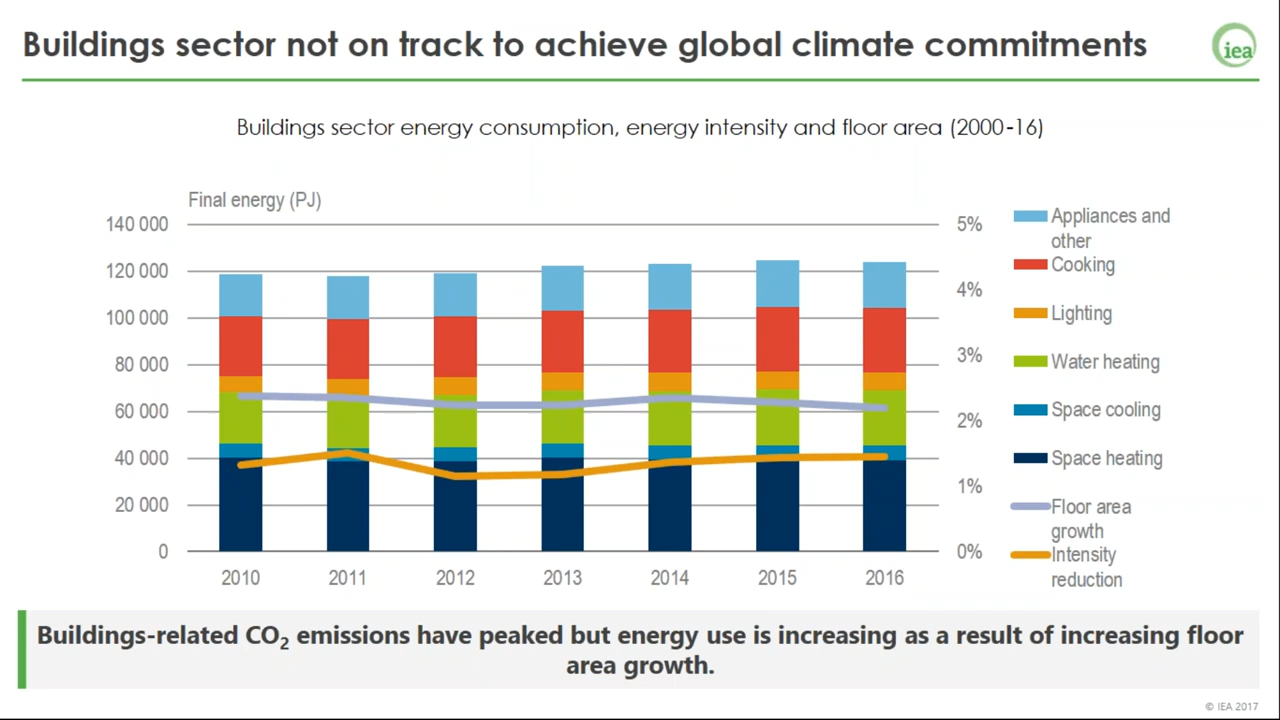 Buildings sector not on track to achieve global climate commitments
iea
Buildings sector energy consumption, energy intensity and floor area (2000-16)
Final energy (PJ)
140 000
120 000
100 000
80 000
60 000
40 000
20 000
0
5%
4%
3%
2%
1%
0%
2010 2011 2012 2013 2014 2015 2016
Appliances and
other
Cooking
Lighting
Water heating
Space cooling
Space heating
Floor area
growth
Intensity
reduction
Buildings-related CO₂ emissions have peaked but energy use is increasing as a result of increasing floor
area growth.
© IEA 2017